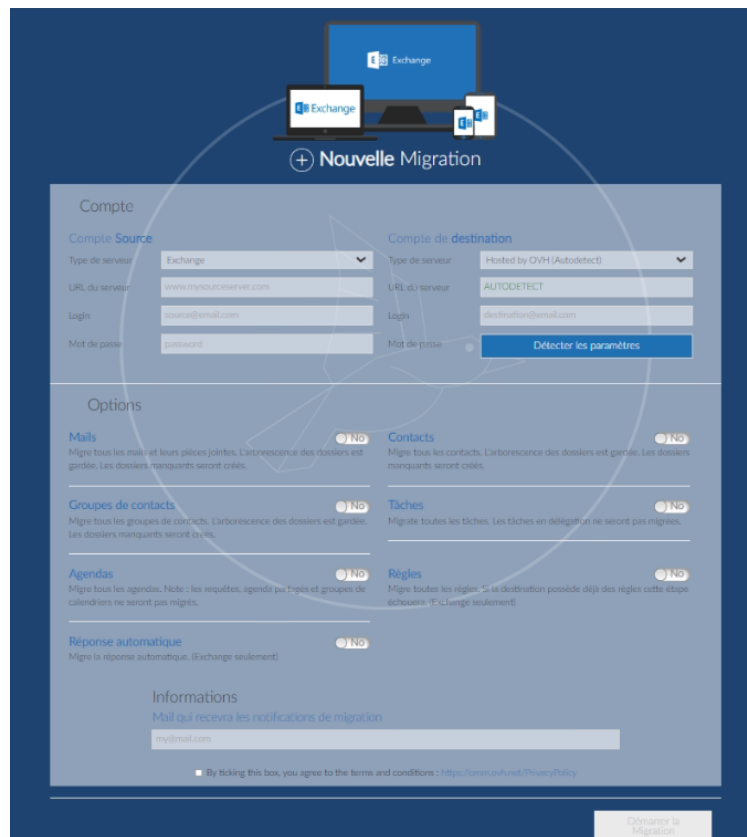 Exchange
Exchange
Nouvelle Migration
Compte
Compte Source
Type de serveur Exchange
URL du serveur www.mysourceserver.com
Login source@email.com
Mot de passe password
Compte de destination
Type de serveur Hosted by OVH (Autodetect)
URL du serveur AUTODETECT
Login destination@email.com
Mot de passe Détecter les paramètres
Options
Mails No
Migre tous les mails et leurs pièces jointes. L'arborescence des dossiers est
gardée. Les dossiers manquants seront créés.
Contacts No
Migre tous les contacts. L'arborescence des dossiers est gardée. Les dossiers
manquants seront créés.
Groupes de contacts No
Migre tous les groupes de contacts. L'arborescence des dossiers est gardée.
Les dossiers manquants seront créés.
Tâches No
Migrate toutes les tâches. Les tâches en délégation ne seront pas migrées.
Agendas No
Migre tous les agendas. Note : les requêtes, agenda partagés et groupes de
calendriers ne seront pas migrés.
Règles No
Migre toutes les règles. Si la destination possède déjà des règles cette étape
échouera. (Exchange seulement)
Réponse automatique No
Migre la réponse automatique. (Exchange seulement)
Informations
Mail qui recevra les notifications de migration
my@mail.com
By ticking this box, you agree to the terms and conditions : https://omm.ovh.net/PrivacyPolicy
Démarrer la
Migration